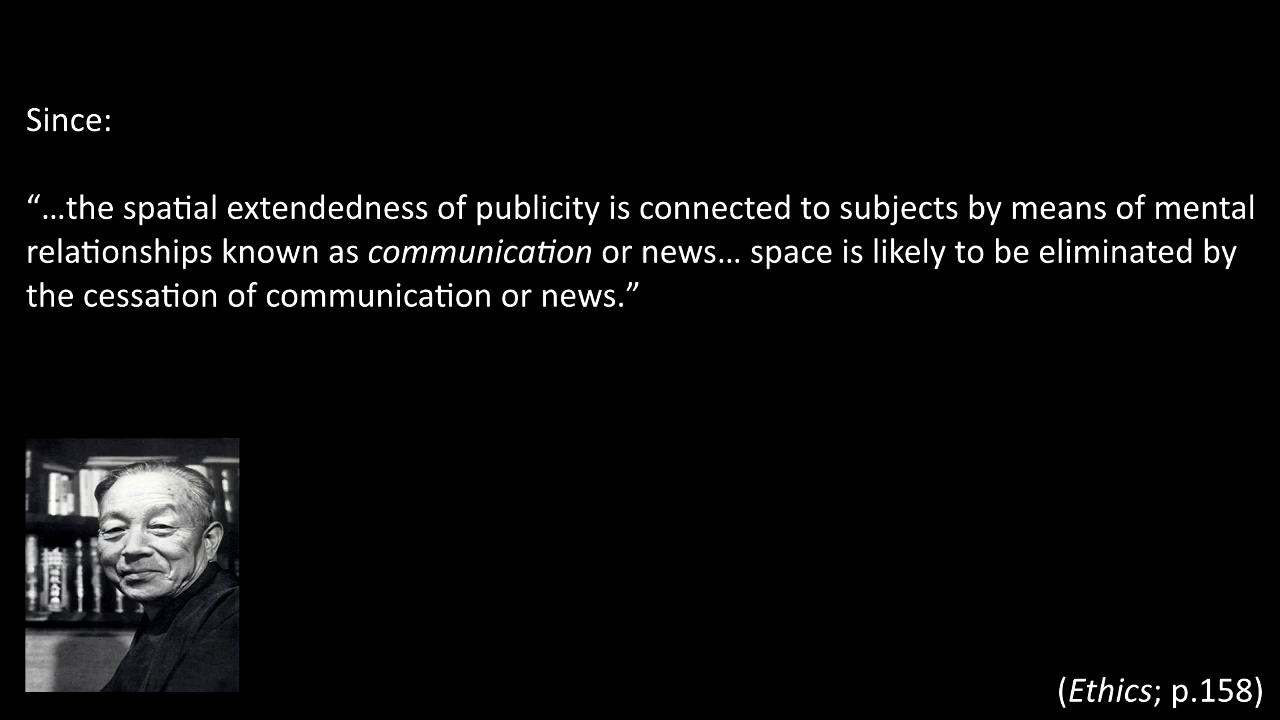 Since:
“…the spatial extendedness of publicity is connected to subjects by means of mental
relationships known as communication or news… space is likely to be eliminated by
the cessation of communication or news.”
(Ethics; p.158)